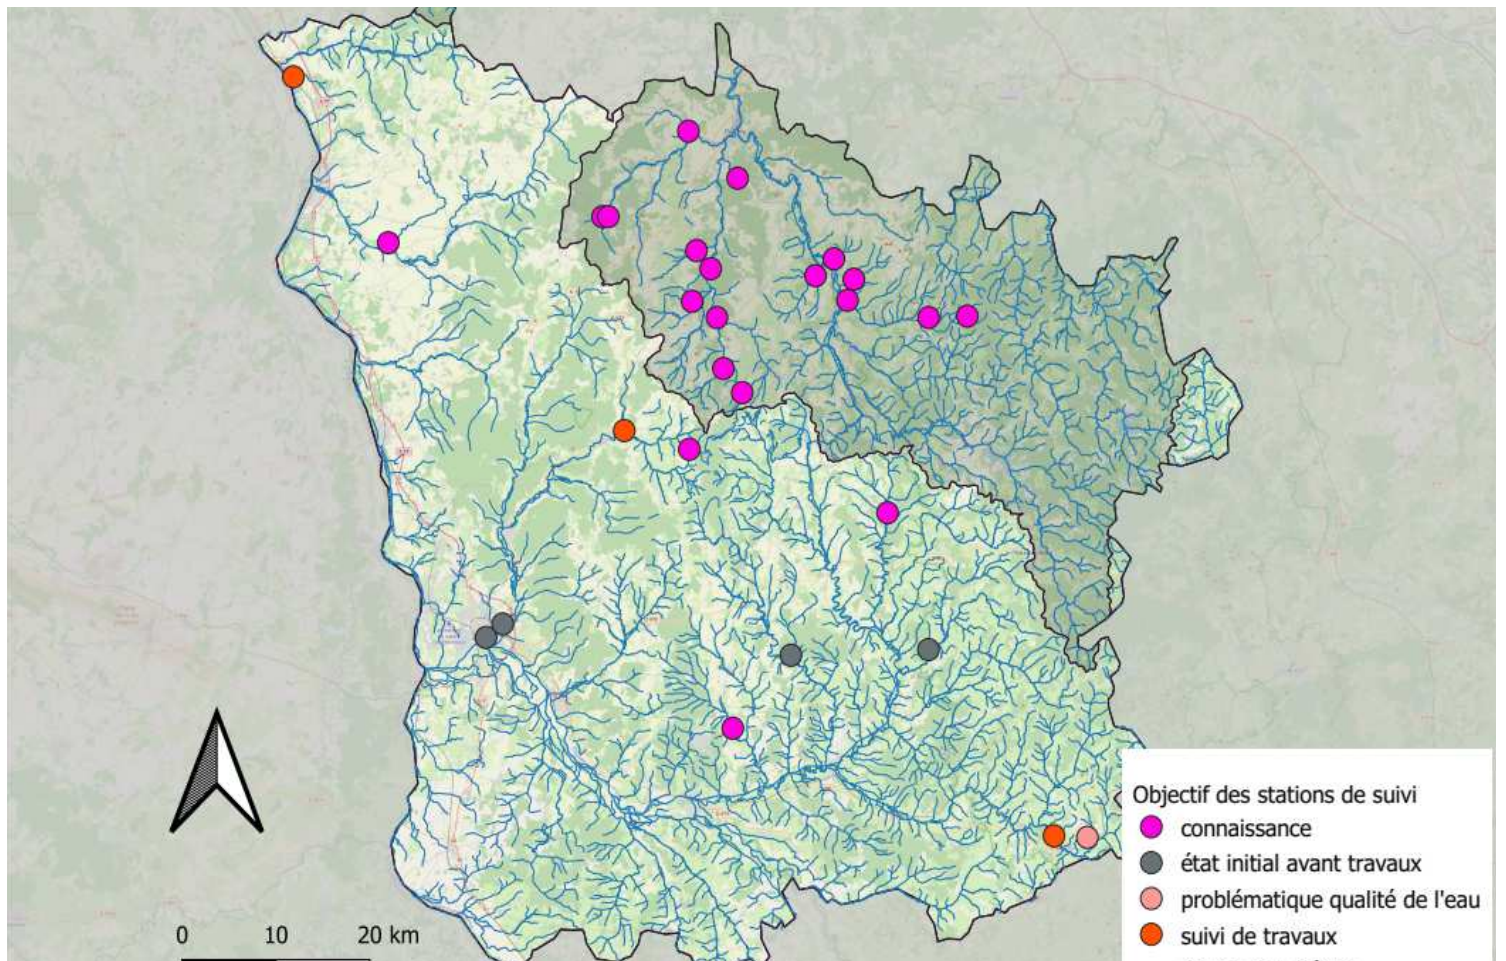 0 10 20 km
Objectif des stations de suivi
connaissance
état initial avant travaux
problématique qualité de l'eau
suivi de travaux